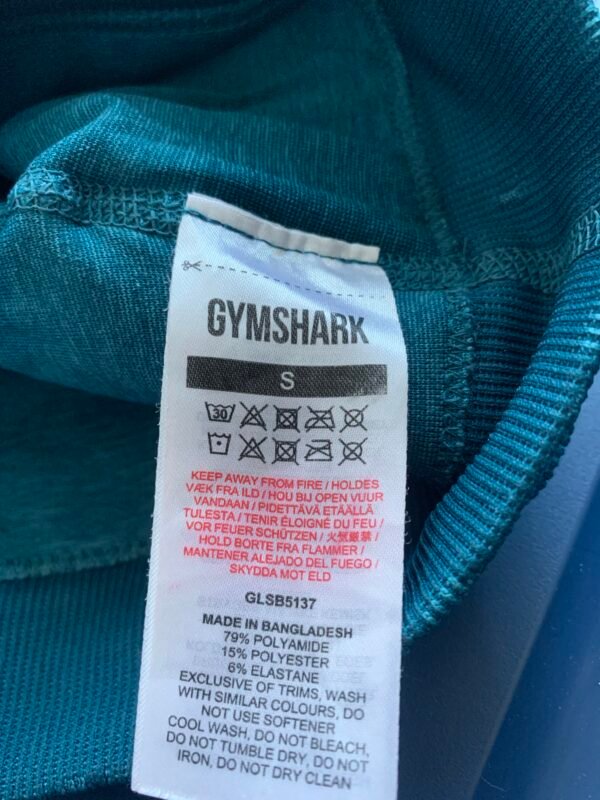 GYMSHARK
S
30
KEEP AWAY FROM FIRE / HOLDES
VÆK FRA ILD / HOU BIJ OPEN VUUR
VANDAAN / PIDETTÄVÄ ETÄÄLLÄ
TULESTA / TENIR ÉLOIGNÉ DU FEU /
VOR FEUER SCHÜTZEN / 火気厳禁 /
HOLD BORTE FRA FLAMMER /
MANTENER ALEJADO DEL FUEGO /
SKYDDA MOT ELD
GLSB5137
MADE IN BANGLADESH
79% POLYAMIDE
15% POLYESTER
6% ELASTANE
EXCLUSIVE OF TRIMS, WASH
WITH SIMILAR COLOURS, DO
NOT USE SOFTENER
COOL WASH, DO NOT BLEACH,
DO NOT TUMBLE DRY, DO NOT
IRON, DO NOT DRY CLEAN